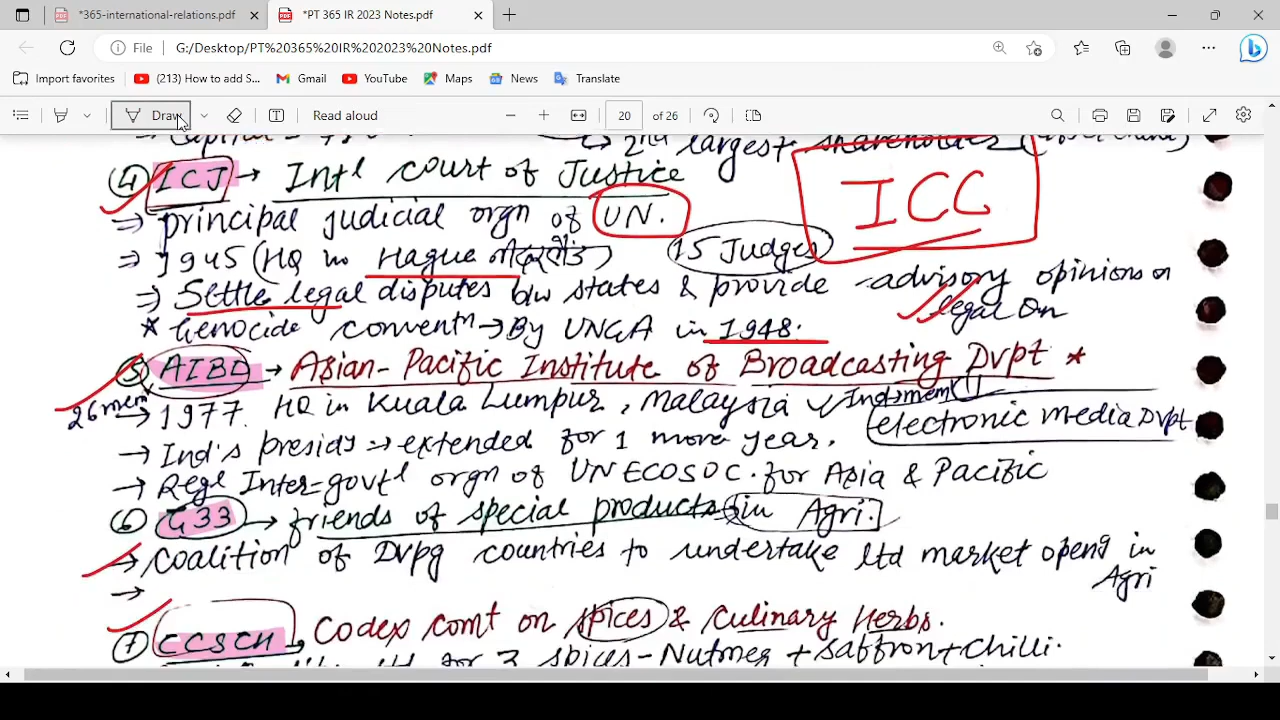 *365-international-relations.pdf
*PT 365 IR 2023 Notes.pdf
File G:/Desktop/PT%20365%20IR%202023%20Notes.pdf
Import favorites (213) How to add S... Gmail YouTube Maps News Translate
Draw Read aloud 20 of 26
↳ 2nd largest shareholder
④ ICJ → Intl court of Justice
ICC
⇒ principal judicial orgn of UN.
⇒ 1945 (HQ in Hague 15 Judges
⇒ Settle legal disputes b/w states & provide advisory opinions on
legal Qn
* Genocide conventn → By UNGA in 1948.
⑤ AIBD → Asian-Pacific Institute of Broadcasting Dvpt *
26 mem
→ 1977. HQ in Kuala Lumpur, Malaysia ✓ Ind → mem
electronic media Dvpt
→ Ind's presidy ⇒ extended for 1 more year.
→ Regl Inter-govtl orgn of UNECOSOC for Asia & Pacific
⑥ G33 → friends of special products in Agri.
→ Coalition of Dvpg countries to undertake ltd market openg in
Agri
→
⑦ CCSCH → Codex comt on spices & Culinary Herbs.
for 3 spices - Nutmeg + saffron + chilli.